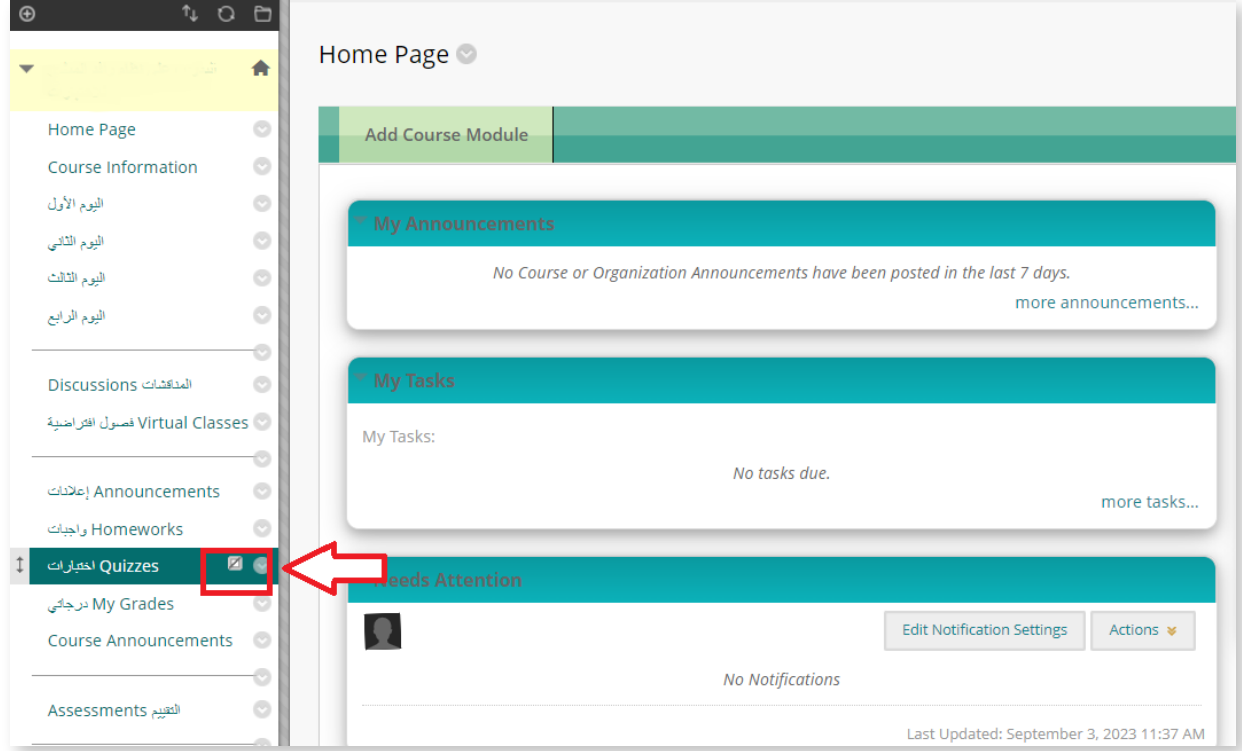 Home Page
Course Information
اليوم الأول
اليوم الثاني
اليوم الثالث
اليوم الرابع
Discussions المناقشات
Virtual Classes فصول افتراضية
Announcements إعلانات
Homeworks واجبات
Quizzes اختبارات
My Grades درجاتي
Course Announcements
Assessments التقييم
Home Page
Add Course Module
My Announcements
No Course or Organization Announcements have been posted in the last 7 days.
more announcements...
My Tasks
My Tasks:
No tasks due.
more tasks...
Needs Attention
Edit Notification Settings
Actions
No Notifications
Last Updated: September 3, 2023 11:37 AM